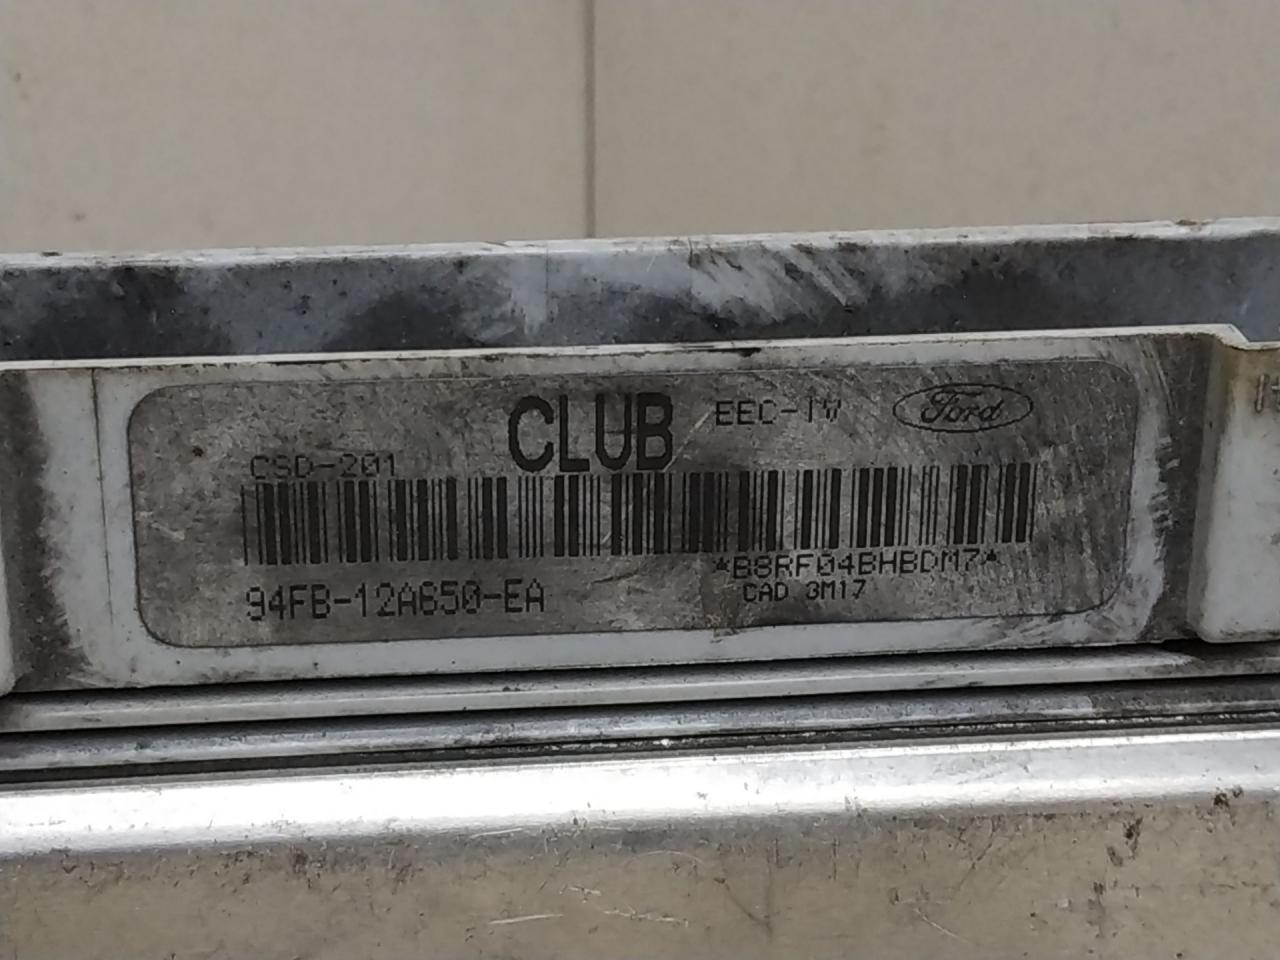 CLUB EEC-IV Ford
CSD-201
*B8RF04BHBDM7*
94FB-12A650-EA
CAD 3M17